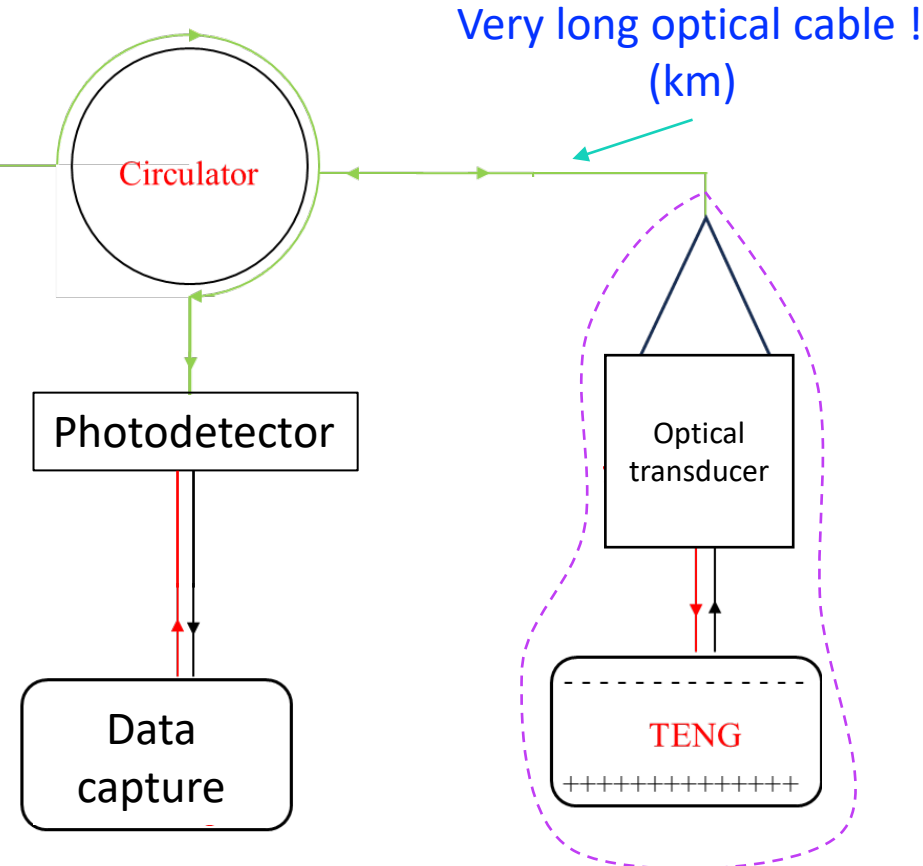 Very long optical cable !
(km)
Circulator
Photodetector
Optical
transducer
Data
capture
- - - - - - - - - - - - -
TENG
+++++++++++++